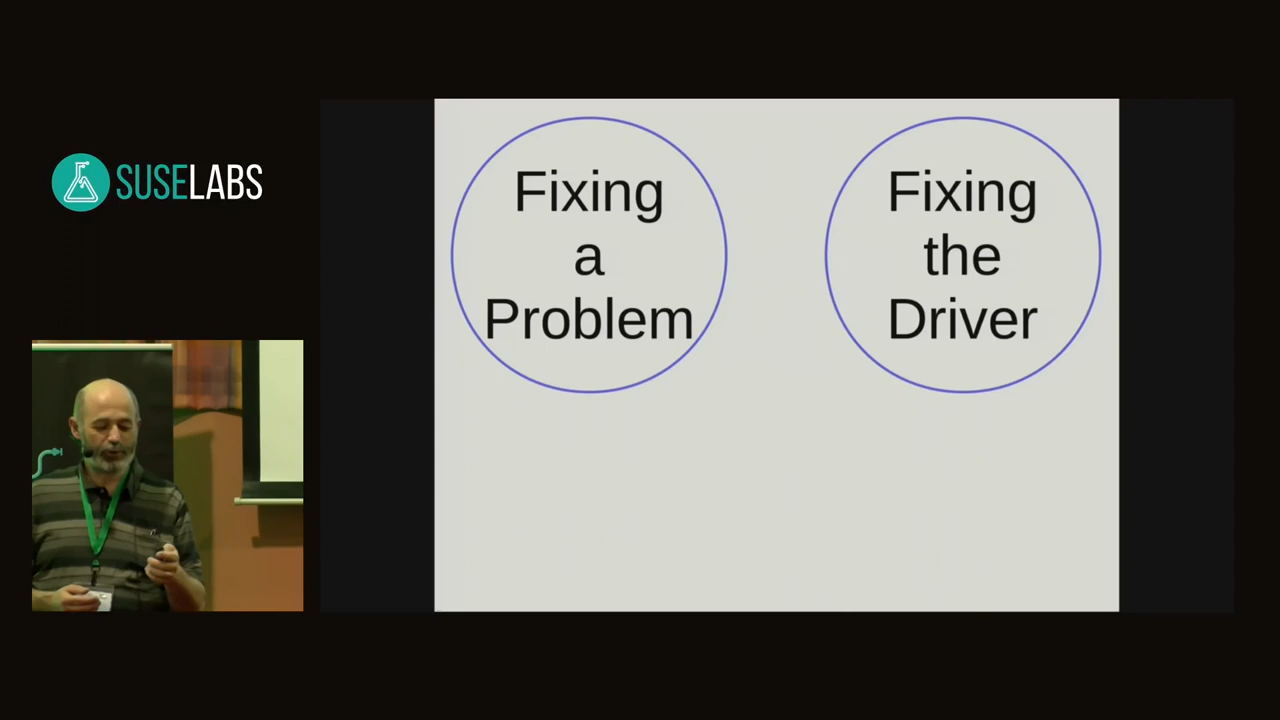 SUSELABS
Fixing
a
Problem
Fixing
the
Driver